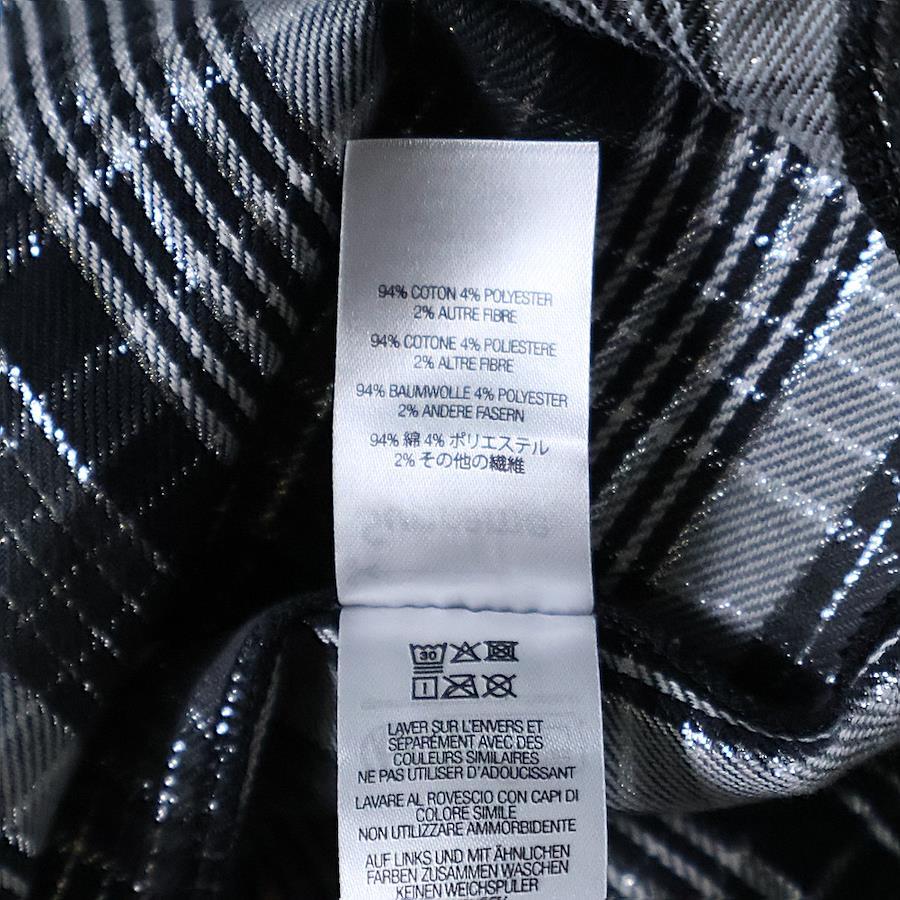 94% COTON 4% POLYESTER
2% AUTRE FIBRE
94% COTONE 4% POLIESTERE
2% ALTRE FIBRE
94% BAUMWOLLE 4% POLYESTER
2% ANDERE FASERN
94% 綿 4% ポリエステル
2% その他の繊維
30
LAVER SUR L'ENVERS ET
SÉPARÉMENT AVEC DES
COULEURS SIMILAIRES
NE PAS UTILISER D'ADOUCISSANT
LAVARE AL ROVESCIO CON CAPI DI
COLORE SIMILE
NON UTILIZZARE AMMORBIDENTE
AUF LINKS UND MIT ÄHNLICHEN
FARBEN ZUSAMMEN WASCHEN
KEINEN WEICHSPÜLER